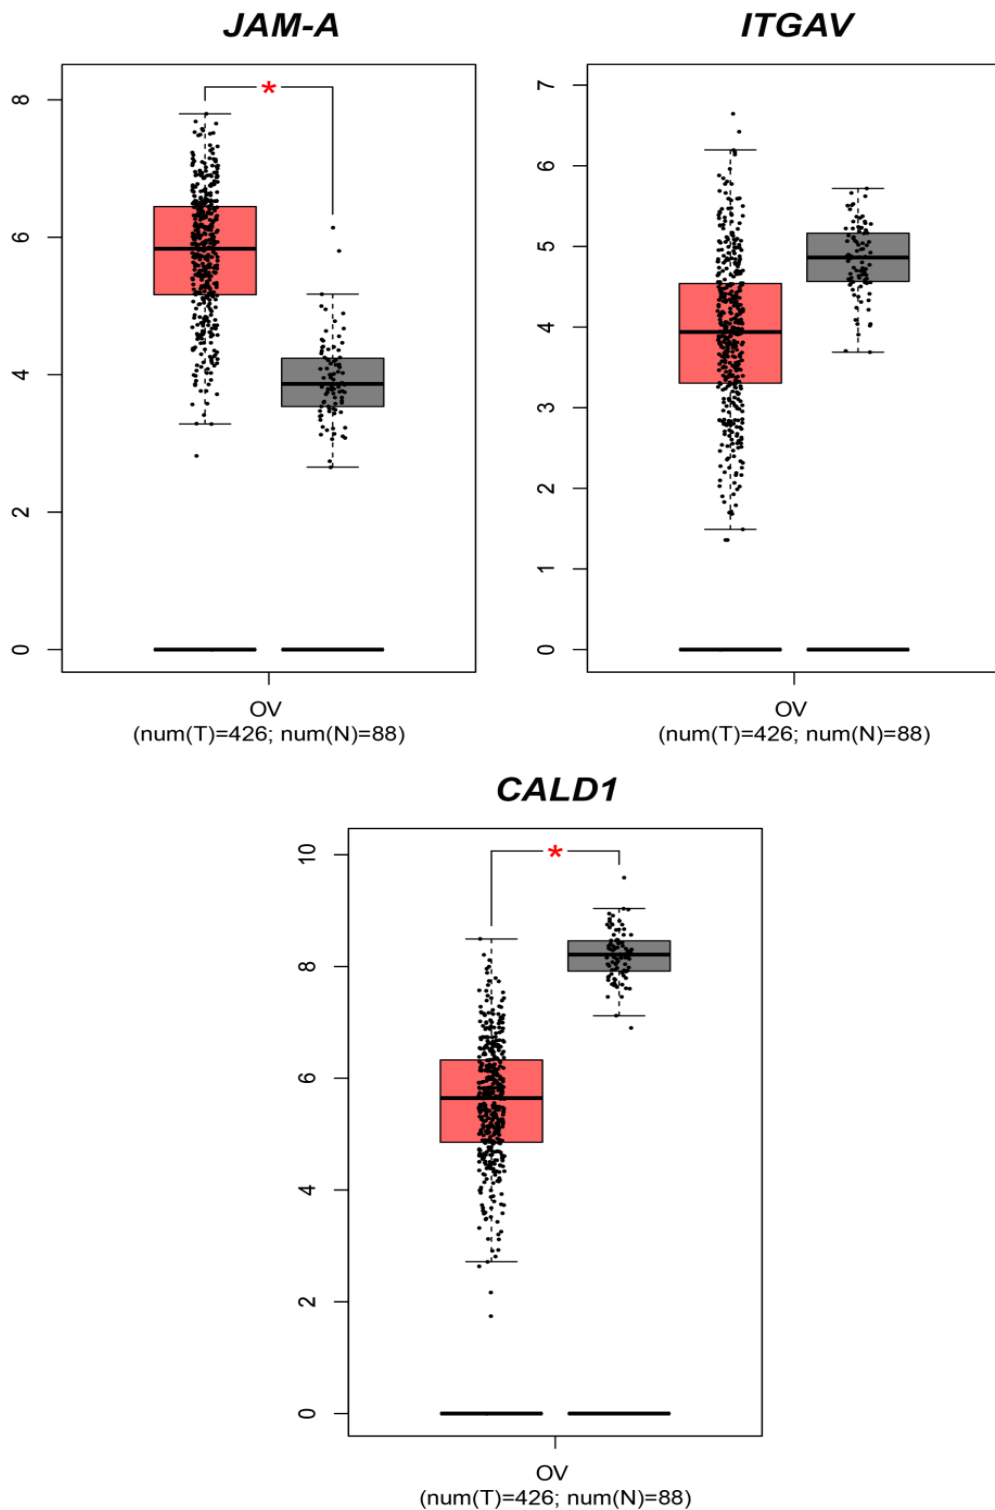 JAM-A
ITGAV
*
8
6
4
2
0
7
6
5
4
3
2
1
0
OV
(num(T)=426; num(N)=88)
OV
(num(T)=426; num(N)=88)
CALD1
*
10
8
6
4
2
0
OV
(num(T)=426; num(N)=88)